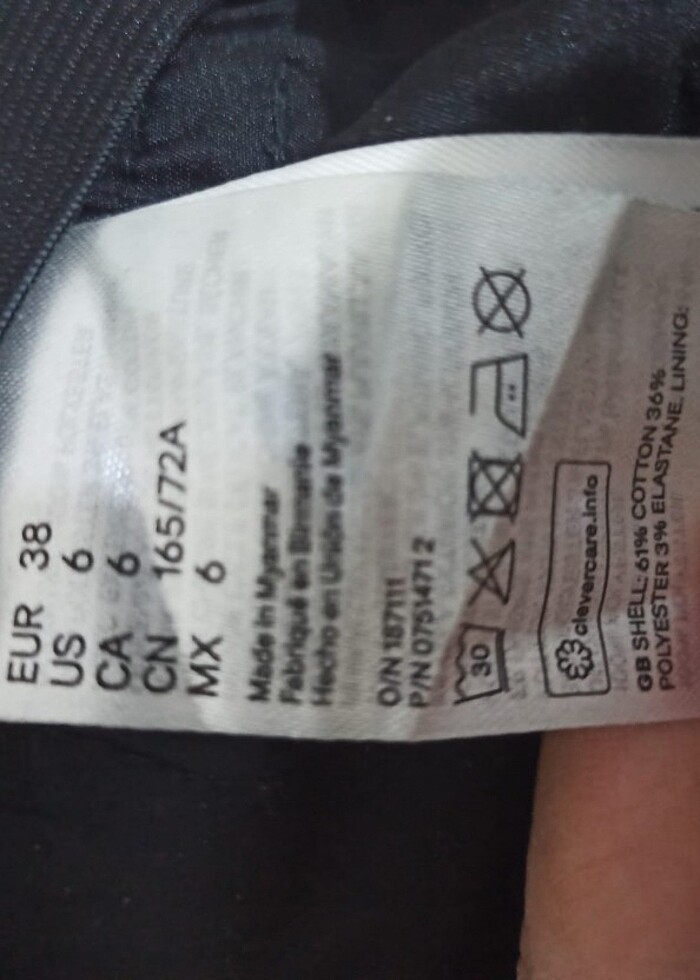 EUR 38
US 6
CA 6
CN 165/72A
MX 6
Made in Myanmar
Fabriqué en Birmanie
Hecho en Unión de Myanmar
O/N 187111
P/N 07514712
30
clevercare.info
GB SHELL: 61% COTTON 36%
POLYESTER 3% ELASTANE. LINING: